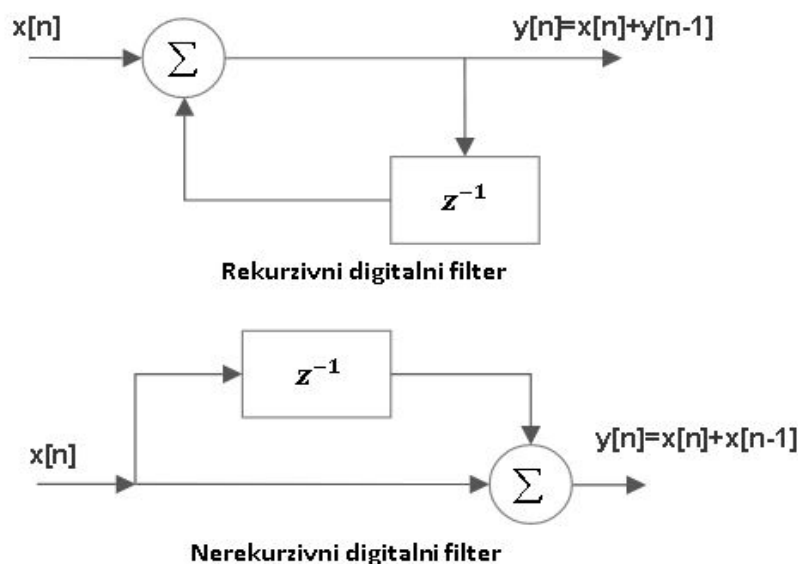 x[n]
y[n]=x[n]+y[n-1]
Σ
z⁻¹
Rekurzivni digitalni filter
z⁻¹
x[n]
y[n]=x[n]+x[n-1]
Σ
Nerekurzivni digitalni filter